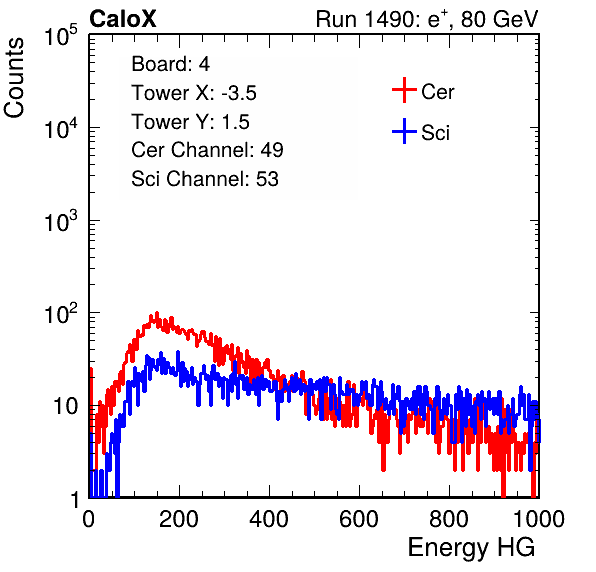 CaloX Run 1490: e⁺, 80 GeV
Counts
10⁵
10⁴
10³
10²
10
1
Board: 4
Tower X: -3.5
Tower Y: 1.5
Cer Channel: 49
Sci Channel: 53
Cer
Sci
0 200 400 600 800 1000
Energy HG